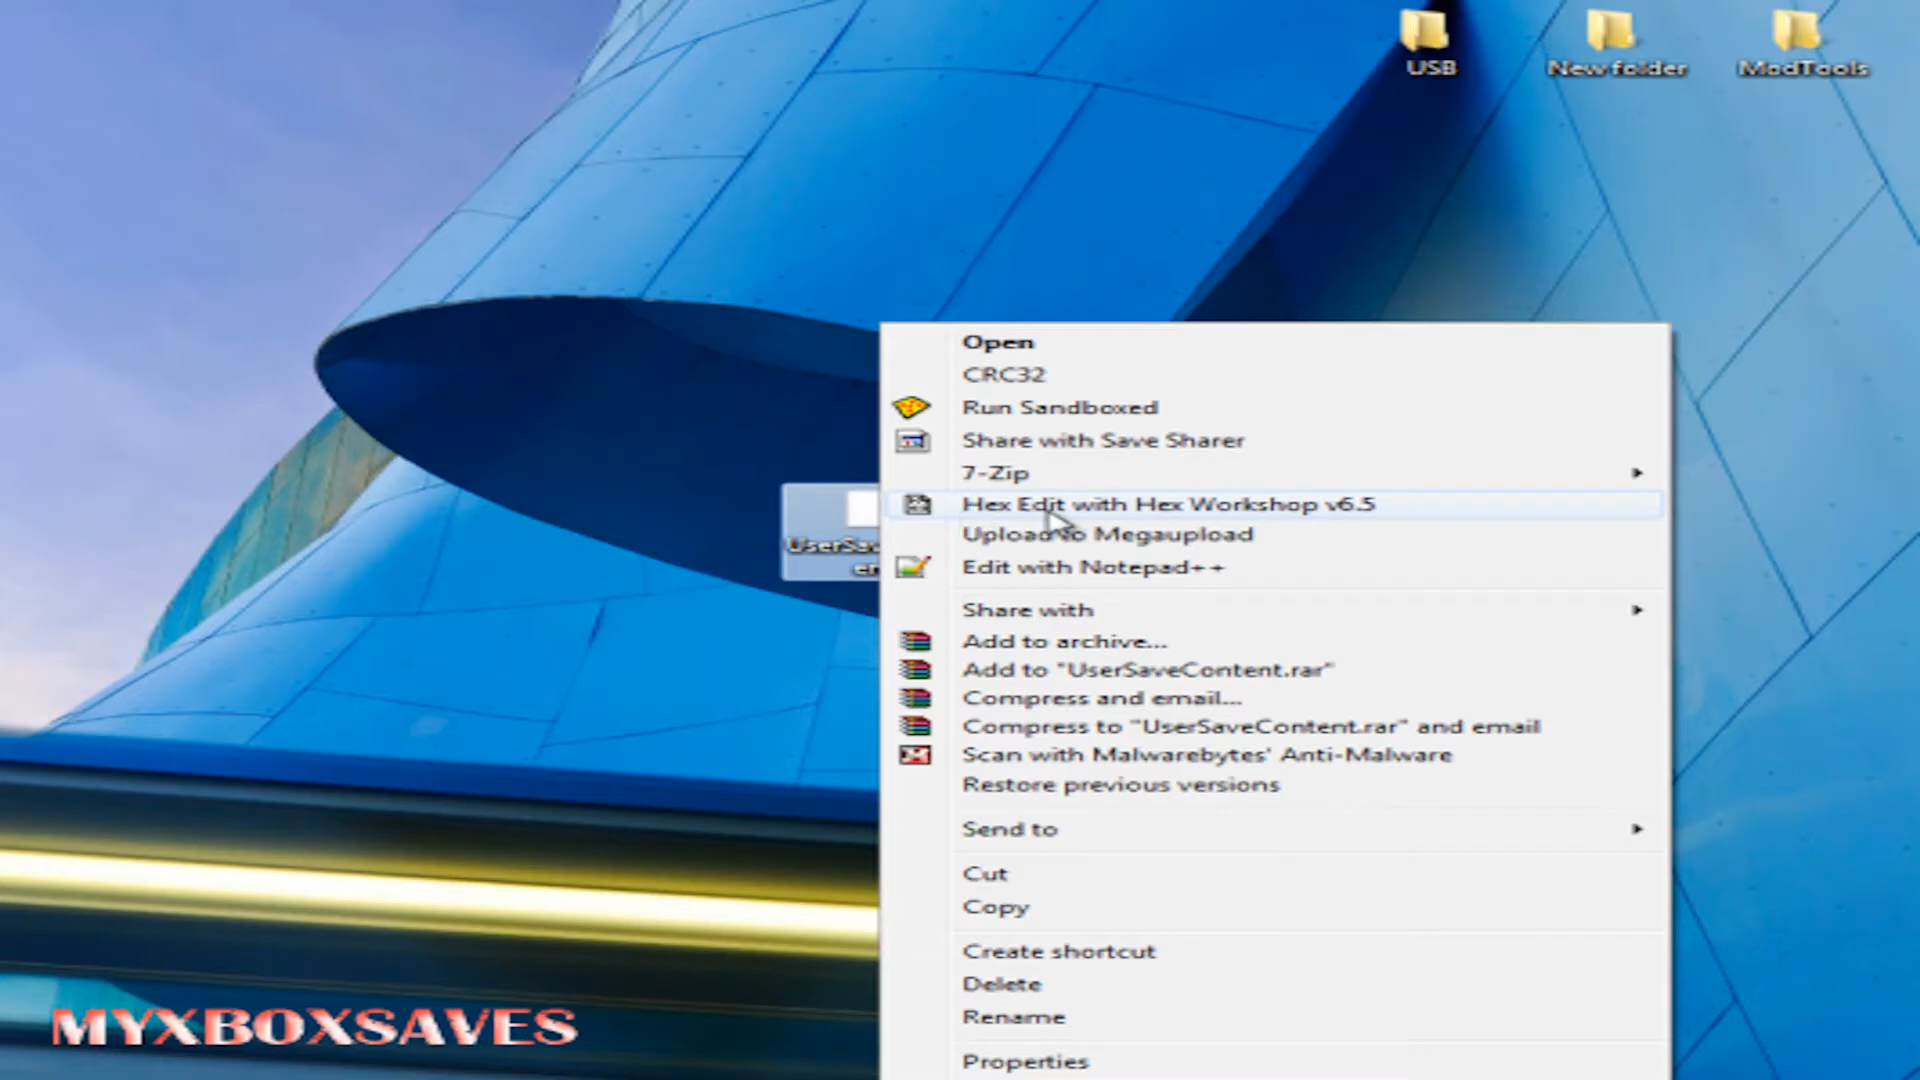 USB
New folder
ModTools
Open
CRC32
Run Sandboxed
Share with Save Sharer
7-Zip
Hex Edit with Hex Workshop v6.5
Upload to Megaupload
Edit with Notepad++
Share with
Add to archive...
Add to "UserSaveContent.rar"
Compress and email...
Compress to "UserSaveContent.rar" and email
Scan with Malwarebytes' Anti-Malware
Restore previous versions
Send to
Cut
Copy
Create shortcut
Delete
Rename
Properties
MYXBOXSAVES